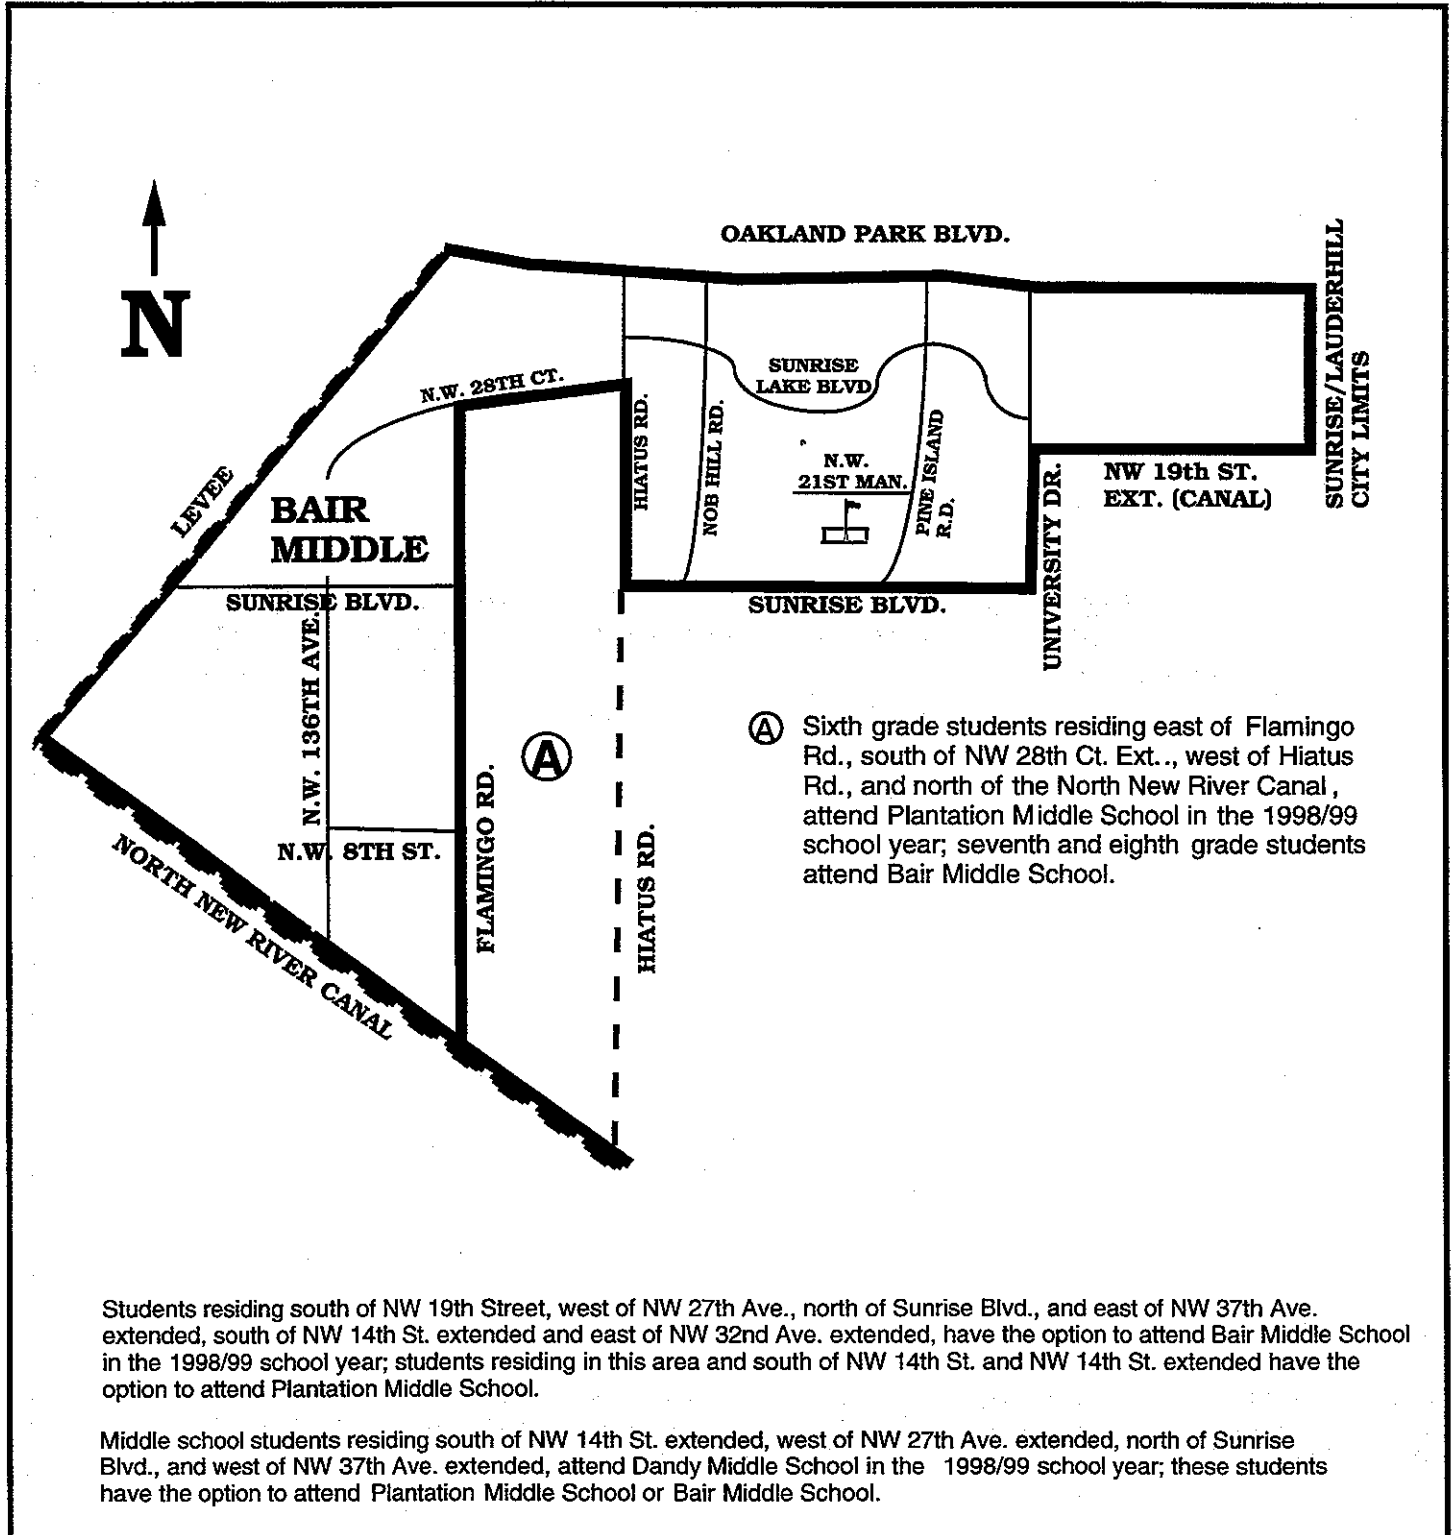 OAKLAND PARK BLVD.
SUNRISE/LAUDERHILL
CITY LIMITS
N
N.W. 28TH CT.
SUNRISE
LAKE BLVD
HIATUS RD.
NOB HILL RD.
PINE ISLAND
R.D.
N.W.
21ST MAN.
LEVEE
BAIR
MIDDLE
NW 19th ST.
EXT. (CANAL)
UNIVERSITY DR.
SUNRISE BLVD.
SUNRISE BLVD.
N.W. 136TH AVE.
A
FLAMINGO RD.
HIATUS RD.
N.W. 8TH ST.
NORTH NEW RIVER CANAL
A Sixth grade students residing east of Flamingo
Rd., south of NW 28th Ct. Ext.., west of Hiatus
Rd., and north of the North New River Canal,
attend Plantation Middle School in the 1998/99
school year; seventh and eighth grade students
attend Bair Middle School.
Students residing south of NW 19th Street, west of NW 27th Ave., north of Sunrise Blvd., and east of NW 37th Ave.
extended, south of NW 14th St. extended and east of NW 32nd Ave. extended, have the option to attend Bair Middle School
in the 1998/99 school year; students residing in this area and south of NW 14th St. and NW 14th St. extended have the
option to attend Plantation Middle School.
Middle school students residing south of NW 14th St. extended, west of NW 27th Ave. extended, north of Sunrise
Blvd., and west of NW 37th Ave. extended, attend Dandy Middle School in the 1998/99 school year; these students
have the option to attend Plantation Middle School or Bair Middle School.